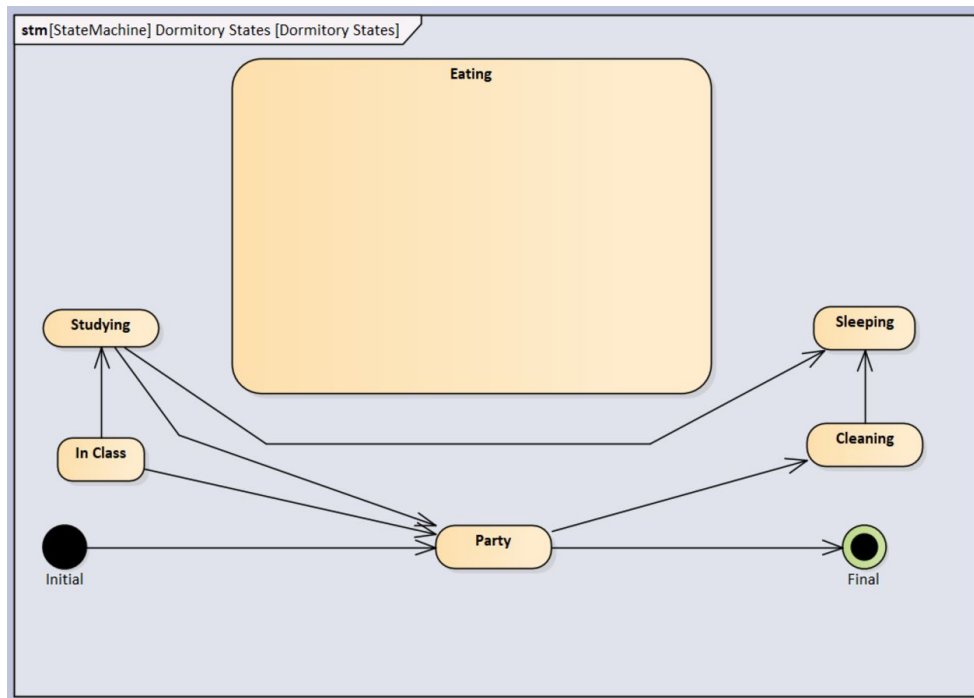 stm [StateMachine] Dormitory States [Dormitory States]
Eating
Studying
Sleeping
In Class
Cleaning
Party
Initial
Final